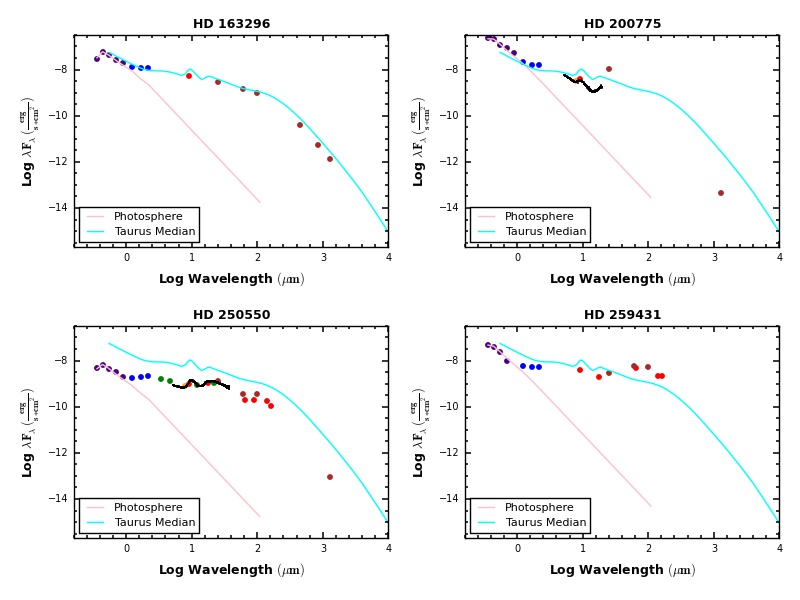 HD 163296
Log λF_λ (erg / s*cm²)
−8
−10
−12
−14
Photosphere
Taurus Median
0 1 2 3 4
Log Wavelength (μm)
HD 200775
Log λF_λ (erg / s*cm²)
−8
−10
−12
−14
Photosphere
Taurus Median
0 1 2 3 4
Log Wavelength (μm)
HD 250550
Log λF_λ (erg / s*cm²)
−8
−10
−12
−14
Photosphere
Taurus Median
0 1 2 3 4
Log Wavelength (μm)
HD 259431
Log λF_λ (erg / s*cm²)
−8
−10
−12
−14
Photosphere
Taurus Median
0 1 2 3 4
Log Wavelength (μm)